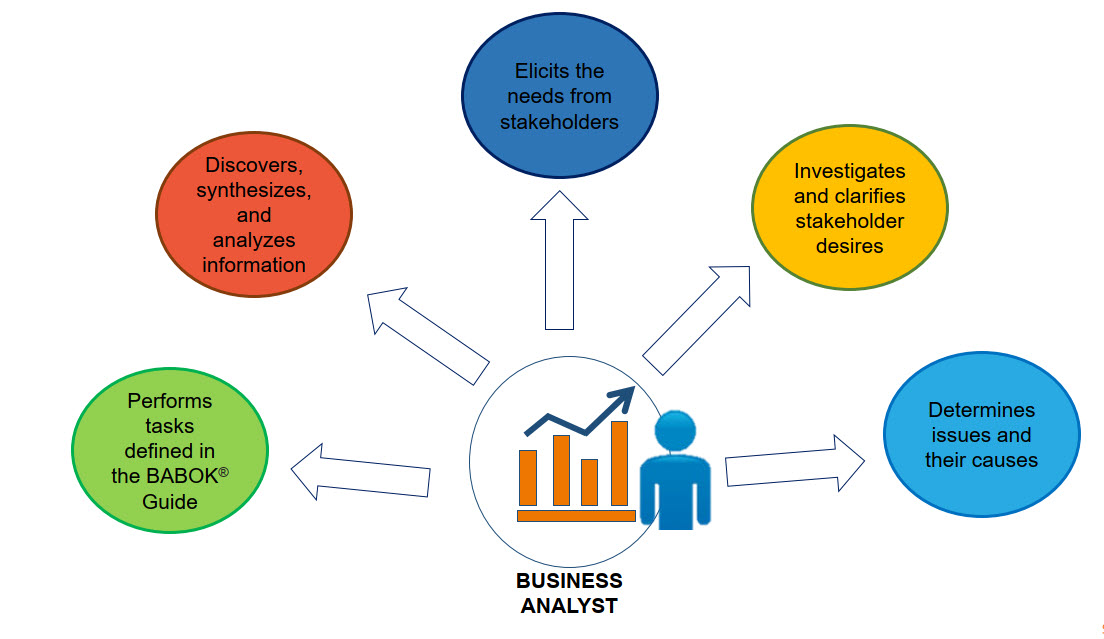 Elicits the
needs from
stakeholders
Discovers,
synthesizes,
and
analyzes
information
Investigates
and clarifies
stakeholder
desires
Performs
tasks
defined in
the BABOK®
Guide
Determines
issues and
their causes
BUSINESS
ANALYST